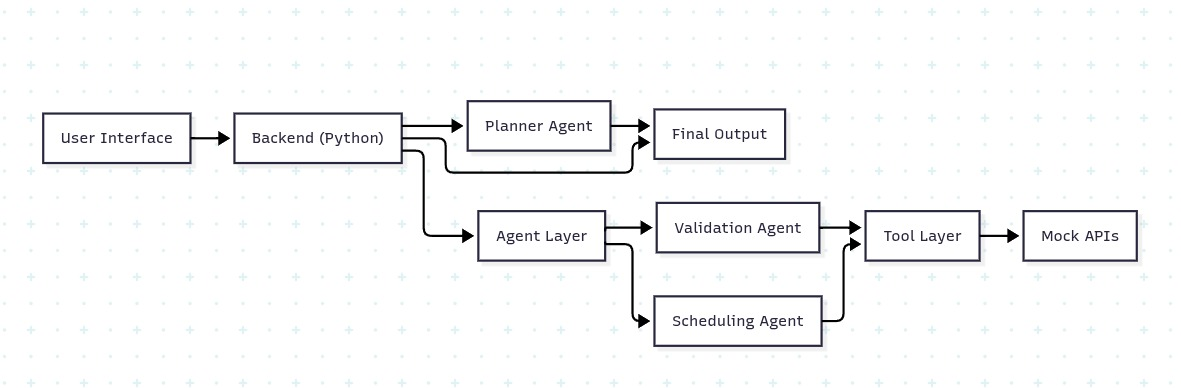 User Interface
Backend (Python)
Planner Agent
Final Output
Agent Layer
Validation Agent
Tool Layer
Mock APIs
Scheduling Agent